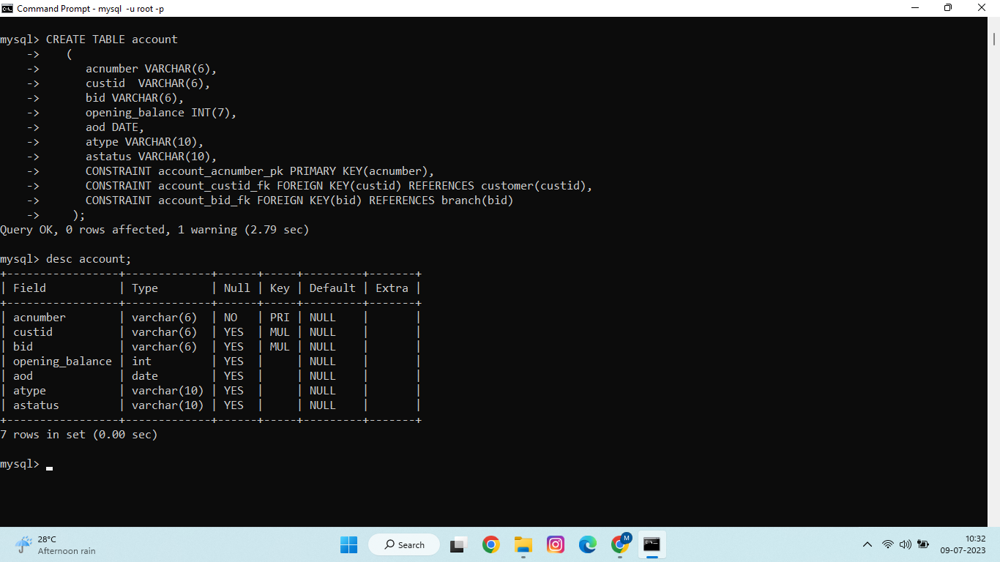 Command Prompt - mysql -u root -p
mysql> CREATE TABLE account
    ->    (
    ->       acnumber VARCHAR(6),
    ->       custid  VARCHAR(6),
    ->       bid VARCHAR(6),
    ->       opening_balance INT(7),
    ->       aod DATE,
    ->       atype VARCHAR(10),
    ->       astatus VARCHAR(10),
    ->       CONSTRAINT account_acnumber_pk PRIMARY KEY(acnumber),
    ->       CONSTRAINT account_custid_fk FOREIGN KEY(custid) REFERENCES customer(custid),
    ->       CONSTRAINT account_bid_fk FOREIGN KEY(bid) REFERENCES branch(bid)
    ->     );
Query OK, 0 rows affected, 1 warning (2.79 sec)
mysql> desc account;
+-----------------+-------------+------+-----+---------+-------+
| Field           | Type        | Null | Key | Default | Extra |
+-----------------+-------------+------+-----+---------+-------+
| acnumber        | varchar(6)  | NO   | PRI | NULL    |       |
| custid          | varchar(6)  | YES  | MUL | NULL    |       |
| bid             | varchar(6)  | YES  | MUL | NULL    |       |
| opening_balance | int         | YES  |     | NULL    |       |
| aod             | date        | YES  |     | NULL    |       |
| atype           | varchar(10) | YES  |     | NULL    |       |
| astatus         | varchar(10) | YES  |     | NULL    |       |
+-----------------+-------------+------+-----+---------+-------+
7 rows in set (0.00 sec)
mysql>
28°C
Afternoon rain
Search
M
10:32
09-07-2023